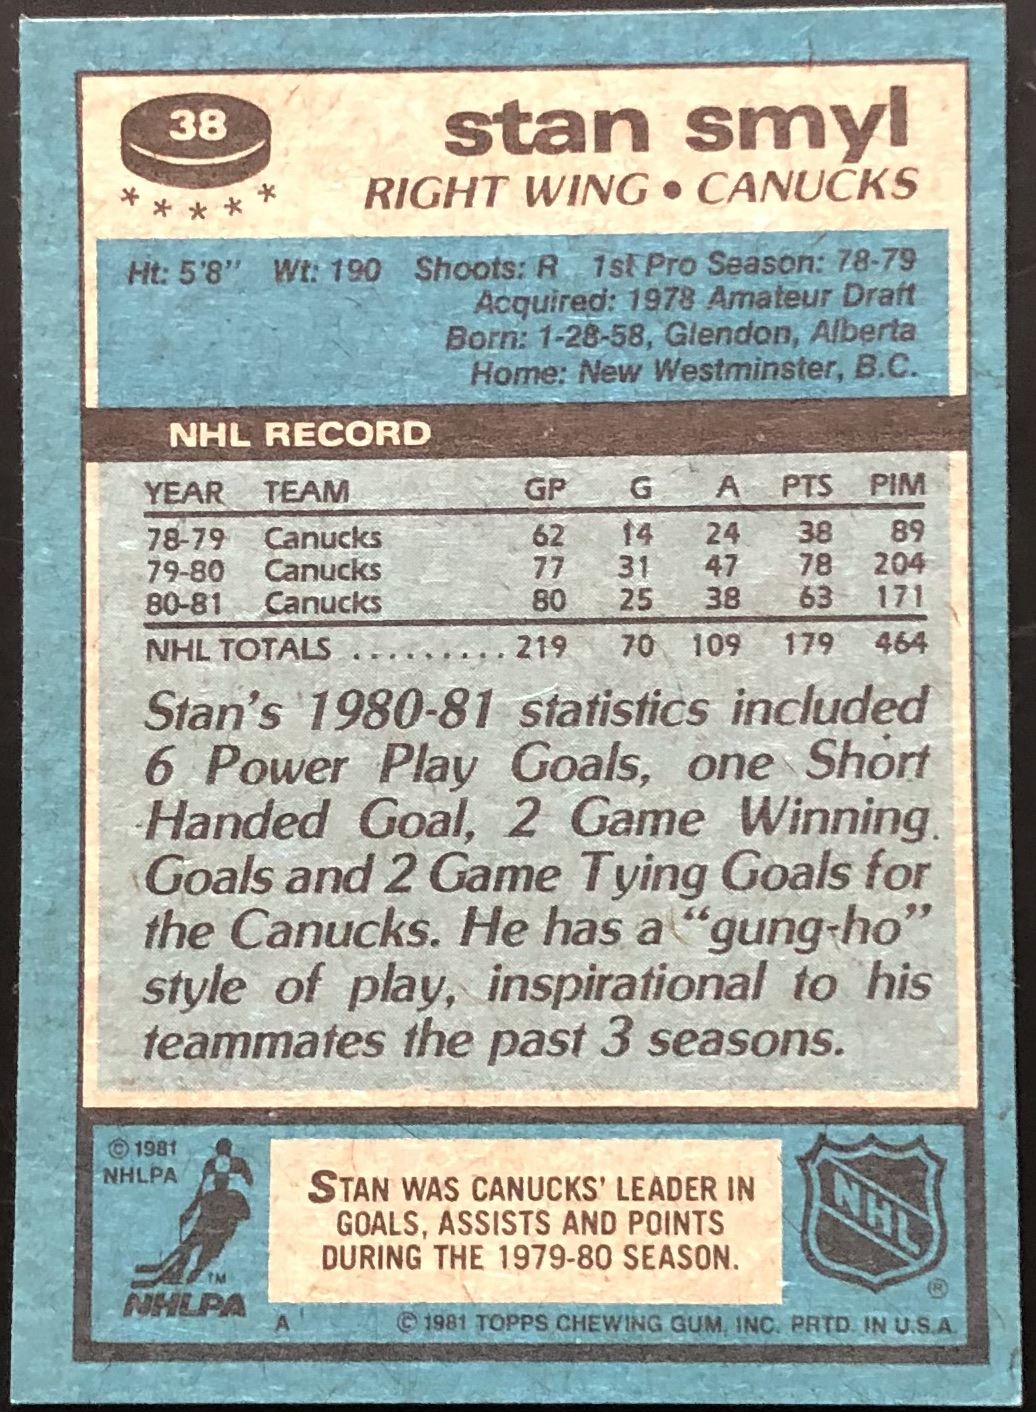 38
stan smyl
RIGHT WING • CANUCKS
* * * * *
Ht: 5'8" Wt: 190 Shoots: R 1st Pro Season: 78-79
Acquired: 1978 Amateur Draft
Born: 1-28-58, Glendon, Alberta
Home: New Westminster, B.C.
NHL RECORD
YEAR TEAM GP G A PTS PIM
78-79 Canucks 62 14 24 38 89
79-80 Canucks 77 31 47 78 204
80-81 Canucks 80 25 38 63 171
NHL TOTALS .......... 219 70 109 179 464
Stan's 1980-81 statistics included
6 Power Play Goals, one Short
Handed Goal, 2 Game Winning
Goals and 2 Game Tying Goals for
the Canucks. He has a “gung-ho”
style of play, inspirational to his
teammates the past 3 seasons.
© 1981
NHLPA
STAN WAS CANUCKS' LEADER IN
GOALS, ASSISTS AND POINTS
DURING THE 1979-80 SEASON.
NHL
®
TM
NHLPA
A
© 1981 TOPPS CHEWING GUM, INC. PRTD. IN U.S.A.